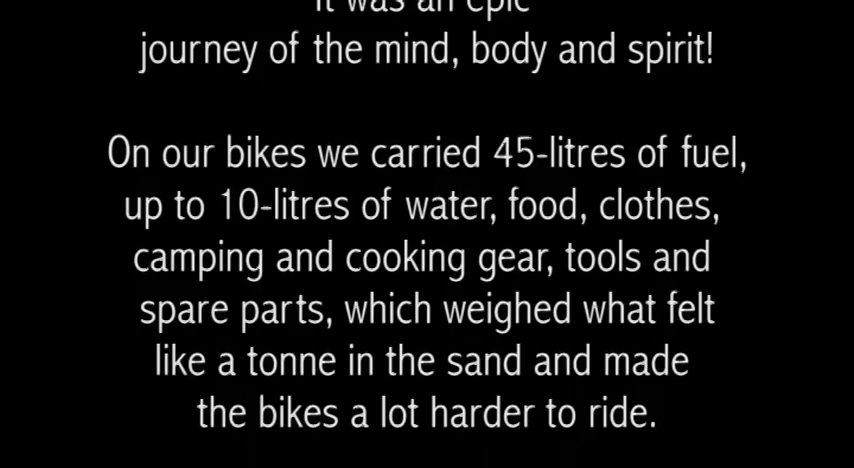 It was an epic
journey of the mind, body and spirit!
On our bikes we carried 45-litres of fuel,
up to 10-litres of water, food, clothes,
camping and cooking gear, tools and
spare parts, which weighed what felt
like a tonne in the sand and made
the bikes a lot harder to ride.